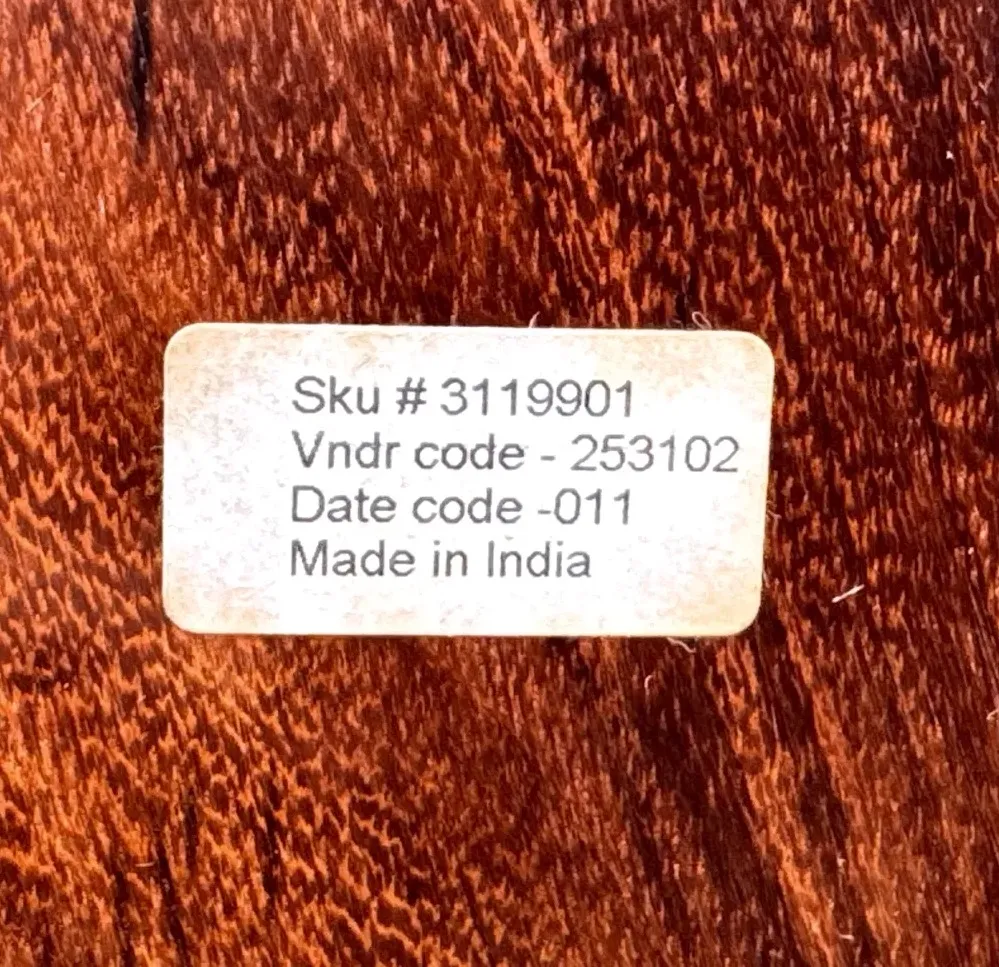 Sku # 3119901
Vndr code - 253102
Date code -011
Made in India